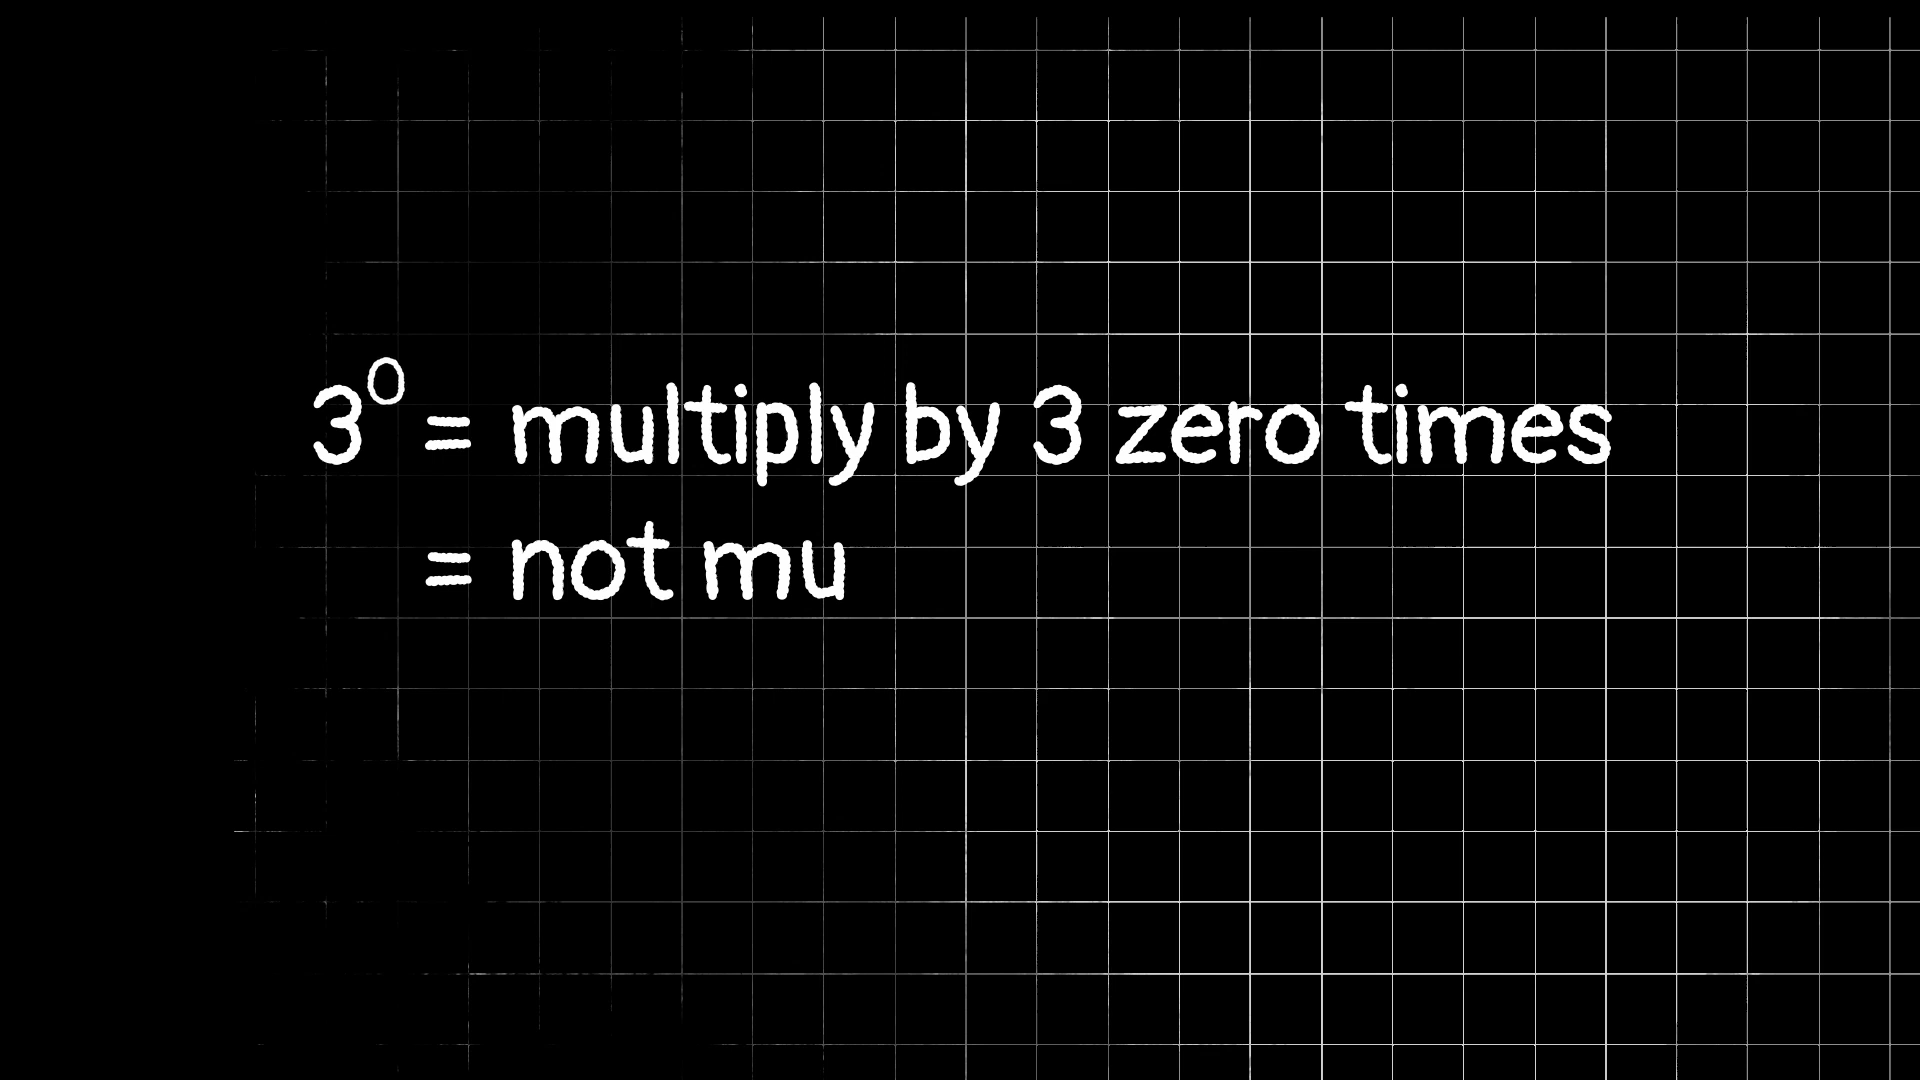 3⁰ = multiply by 3 zero times
= not mu